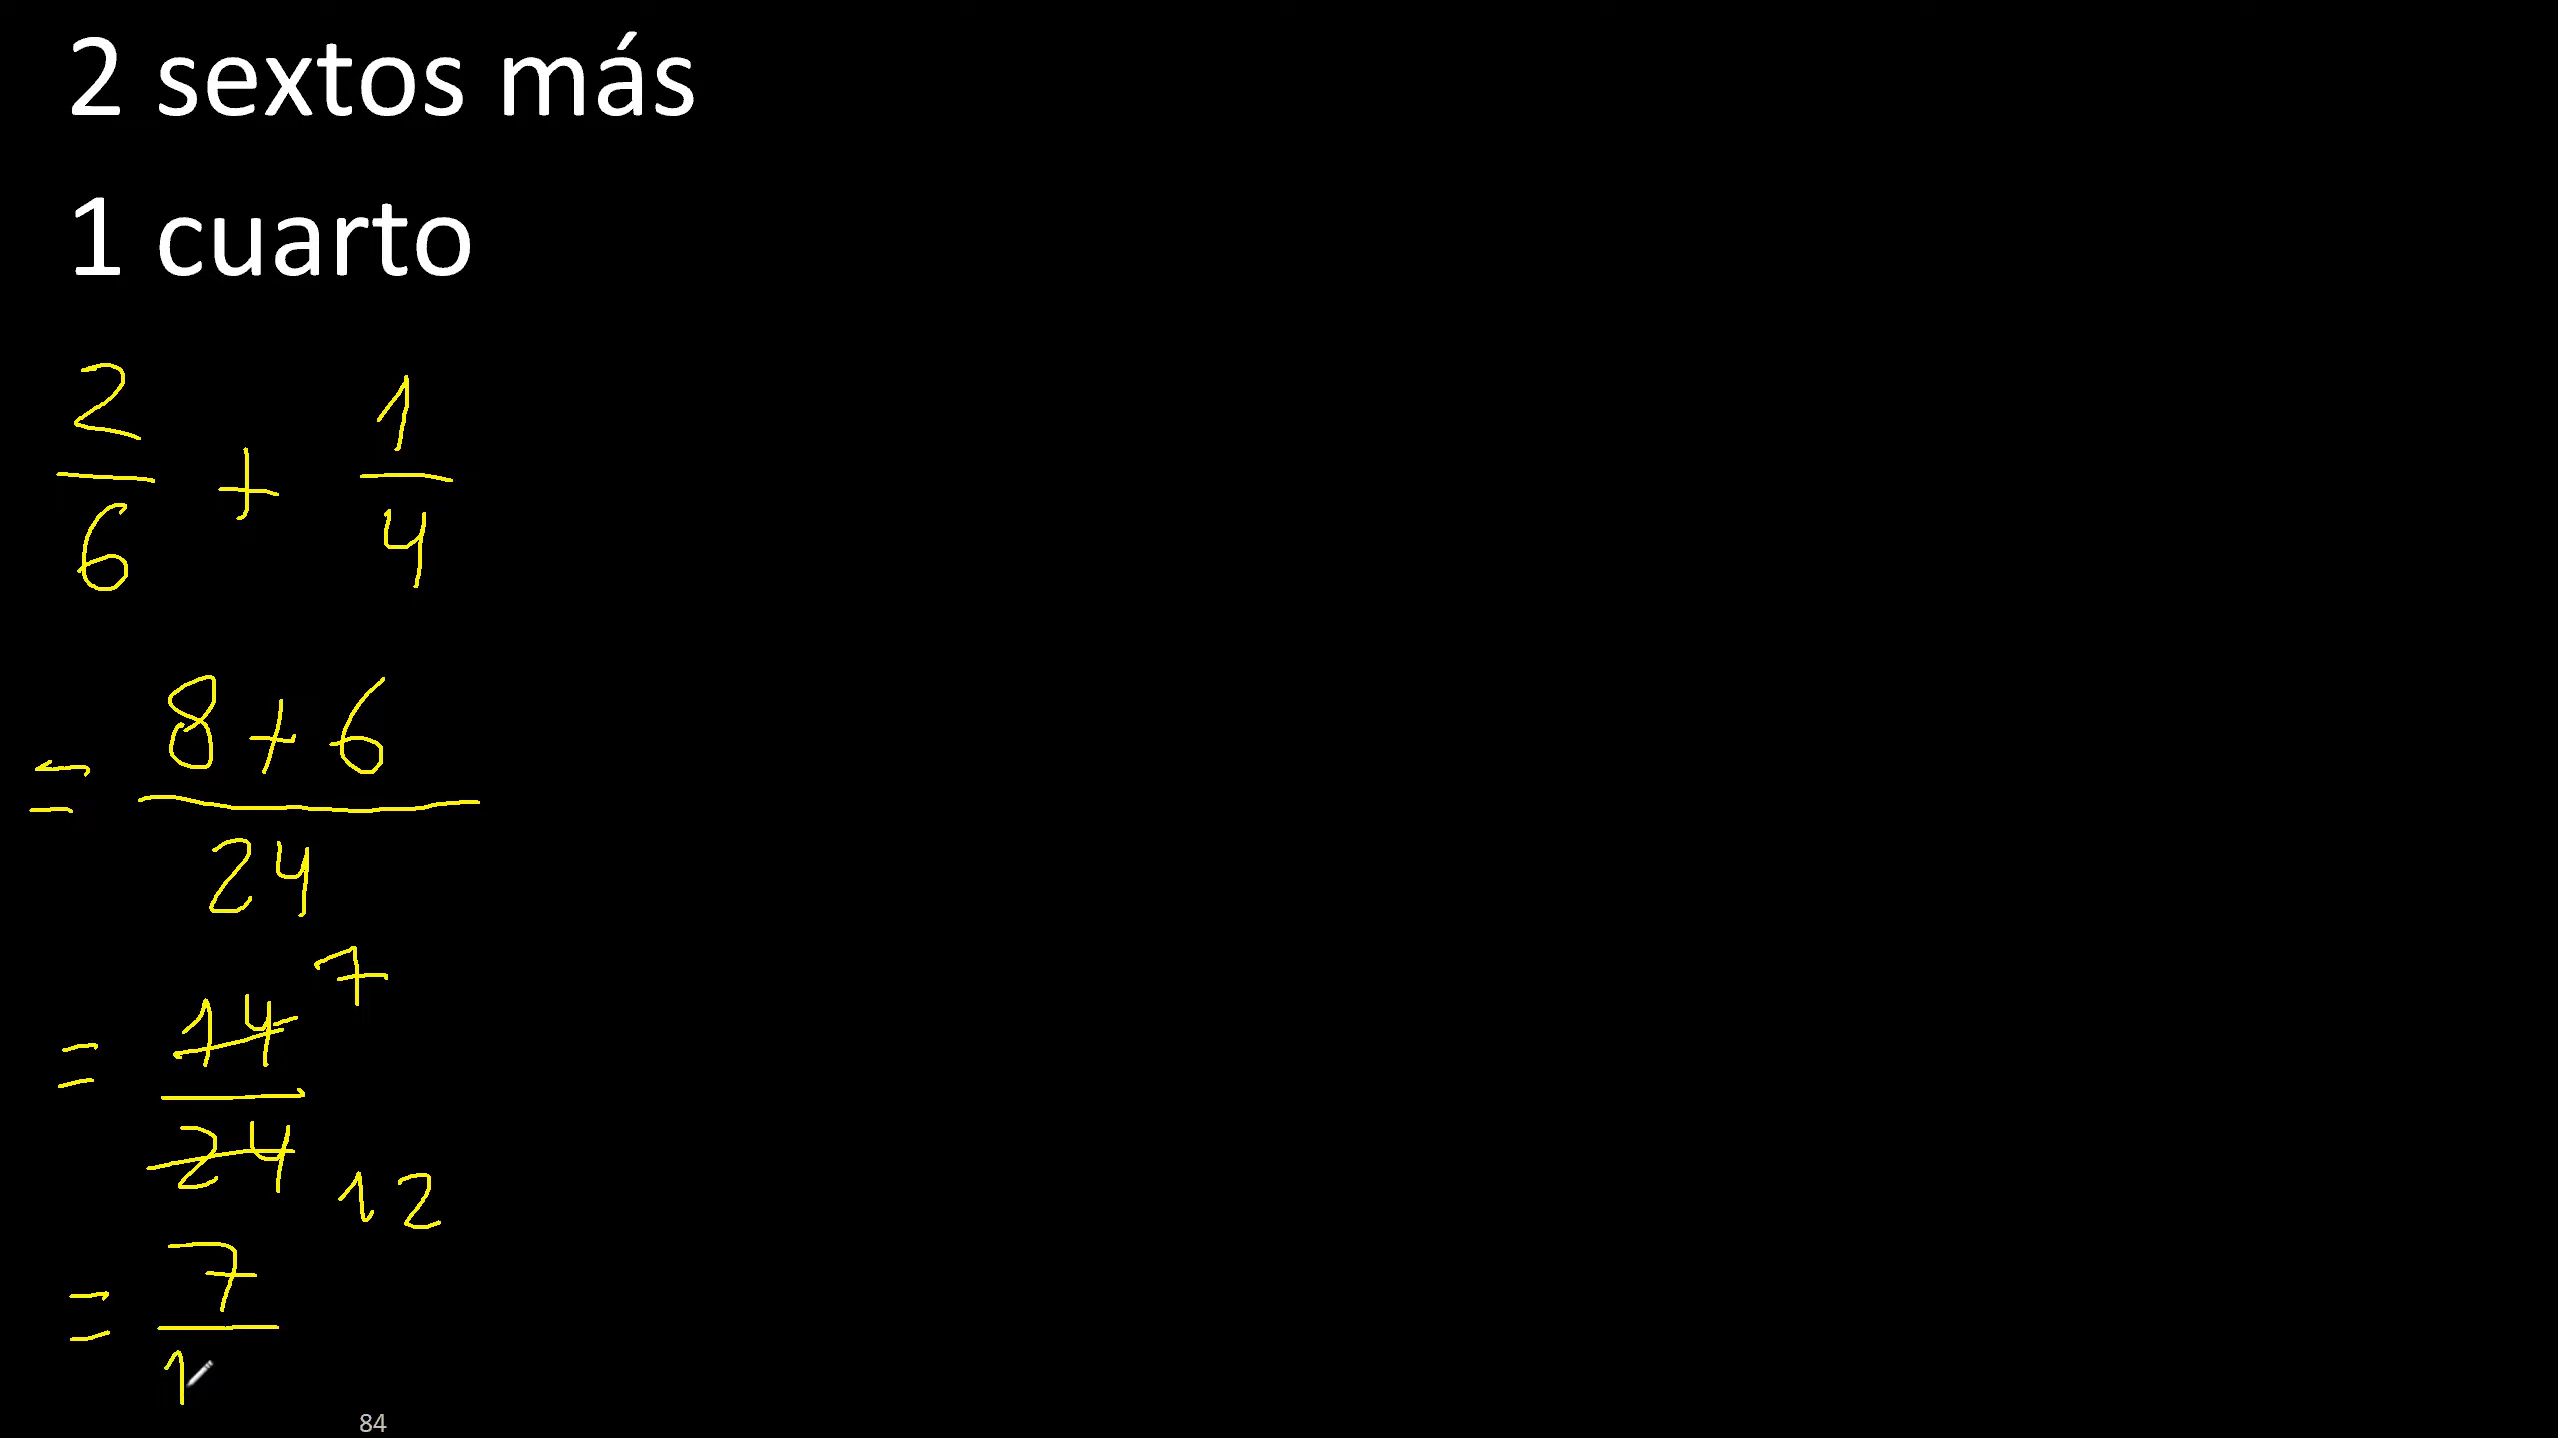 2 sextos más
1 cuarto
2/6 + 1/4
= 8+6/24
= 14/24 7 12
= 7/1
84